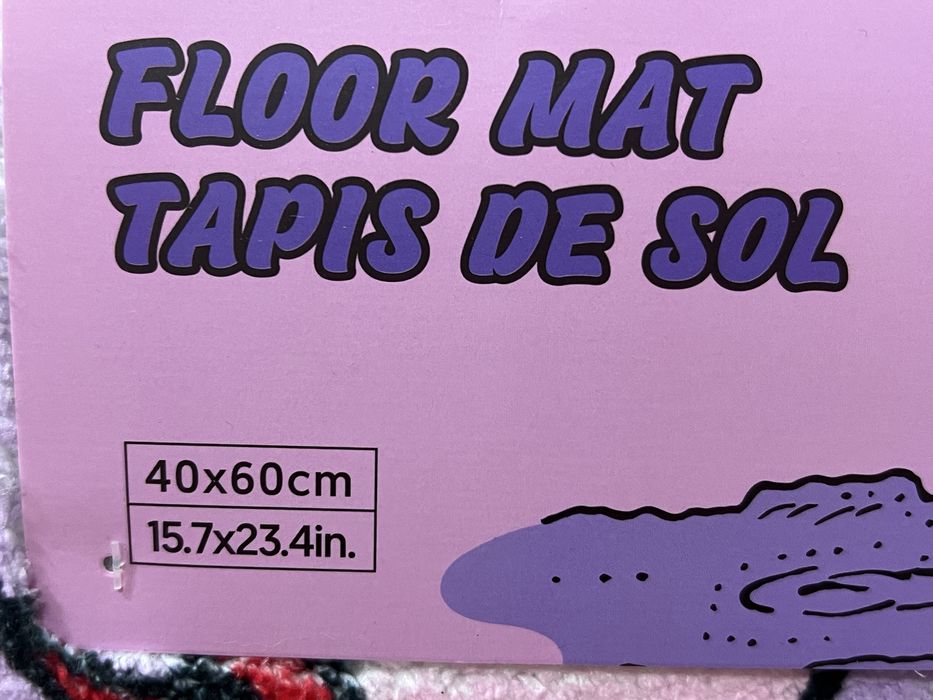 FLOOR MAT
TAPIS DE SOL
40x60cm
15.7x23.4in.